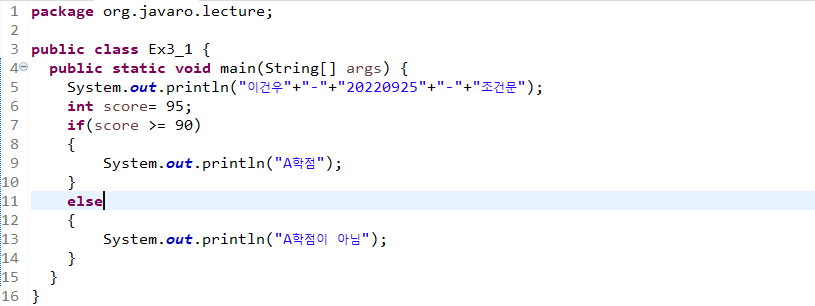 1 package org.javaro.lecture;
2
3 public class Ex3_1 {
4 public static void main(String[] args) {
5 System.out.println("이건우"+"-"+"20220925"+"-"+"조건문");
6 int score= 95;
7 if(score >= 90)
8 {
9 System.out.println("A학점");
10 }
11 else
12 {
13 System.out.println("A학점이 아님");
14 }
15 }
16 }